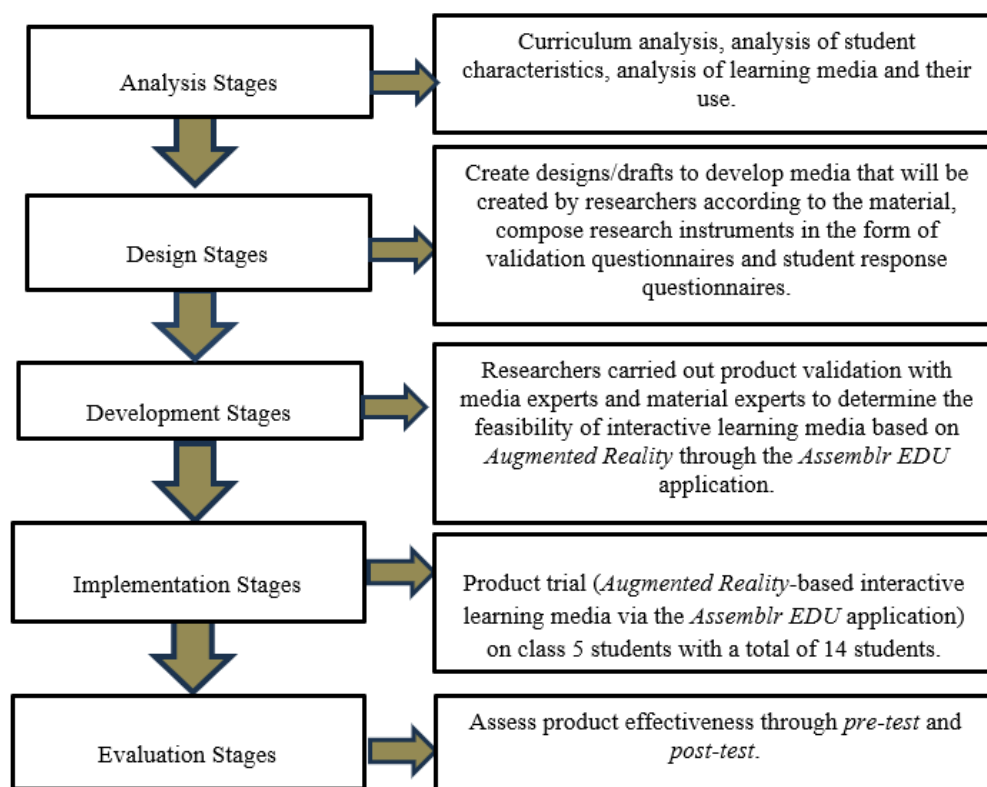 Analysis Stages
Curriculum analysis, analysis of student
characteristics, analysis of learning media and their
use.
Design Stages
Create designs/drafts to develop media that will be
created by researchers according to the material,
compose research instruments in the form of
validation questionnaires and student response
questionnaires.
Development Stages
Researchers carried out product validation with
media experts and material experts to determine the
feasibility of interactive learning media based on
Augmented Reality through the Assemblr EDU
application.
Implementation Stages
Product trial (Augmented Reality-based interactive
learning media via the Assemblr EDU application)
on class 5 students with a total of 14 students.
Evaluation Stages
Assess product effectiveness through pre-test and
post-test.